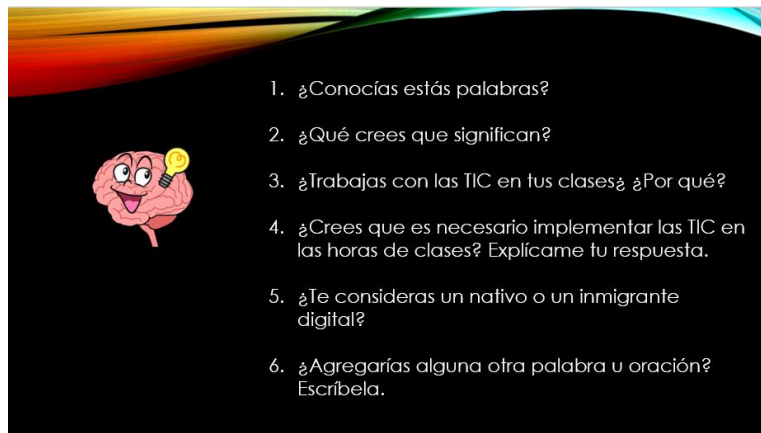 1. ¿Conocías estás palabras?
2. ¿Qué crees que significan?
3. ¿Trabajas con las TIC en tus clases¿ ¿Por qué?
4. ¿Crees que es necesario implementar las TIC en
las horas de clases? Explícame tu respuesta.
5. ¿Te consideras un nativo o un inmigrante
digital?
6. ¿Agregarías alguna otra palabra u oración?
Escríbela.